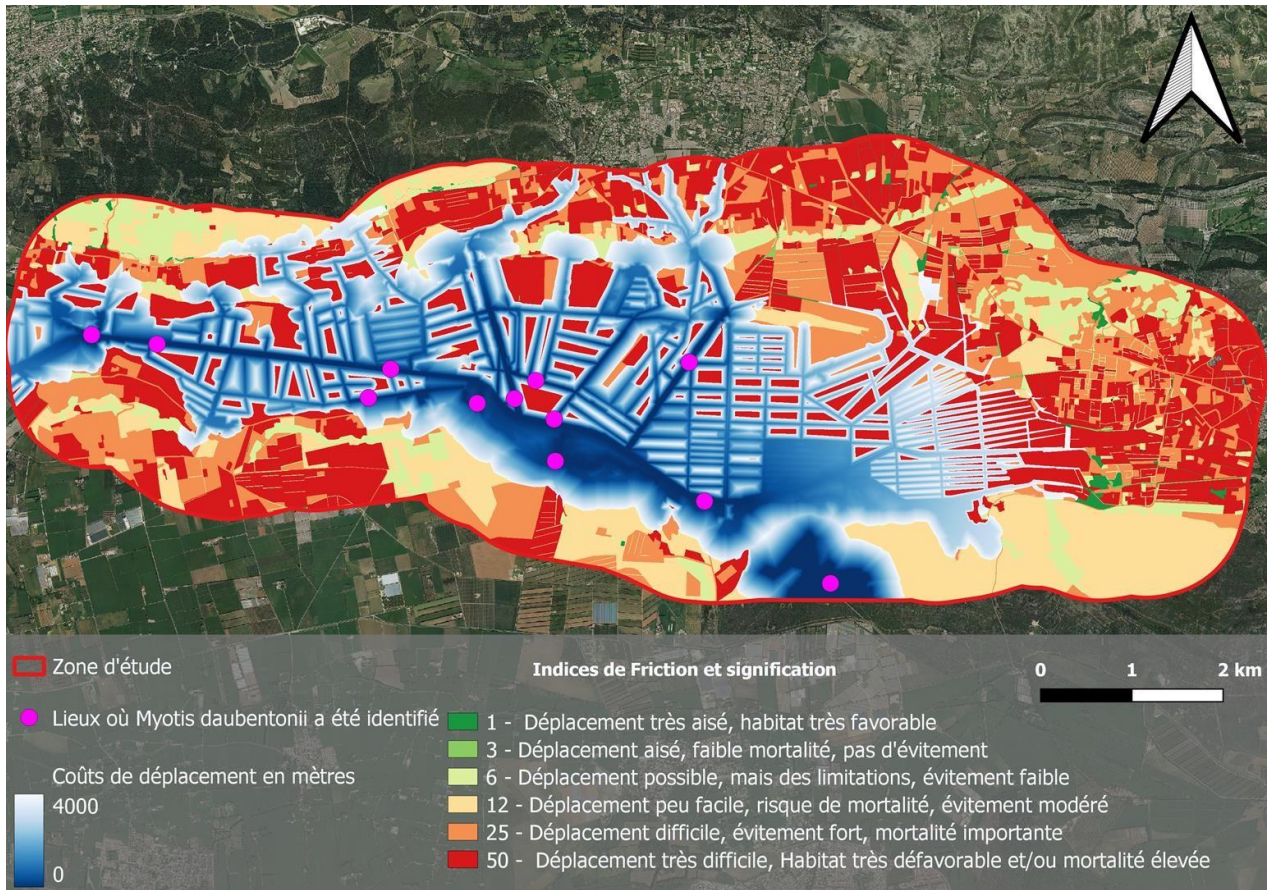 Zone d'étude
Indices de Friction et signification
0 1 2 km
Lieux où Myotis daubentonii a été identifié
1 - Déplacement très aisé, habitat très favorable
3 - Déplacement aisé, faible mortalité, pas d'évitement
6 - Déplacement possible, mais des limitations, évitement faible
12 - Déplacement peu facile, risque de mortalité, évitement modéré
25 - Déplacement difficile, évitement fort, mortalité importante
50 - Déplacement très difficile, Habitat très défavorable et/ou mortalité élevée
Coûts de déplacement en mètres
4000
0